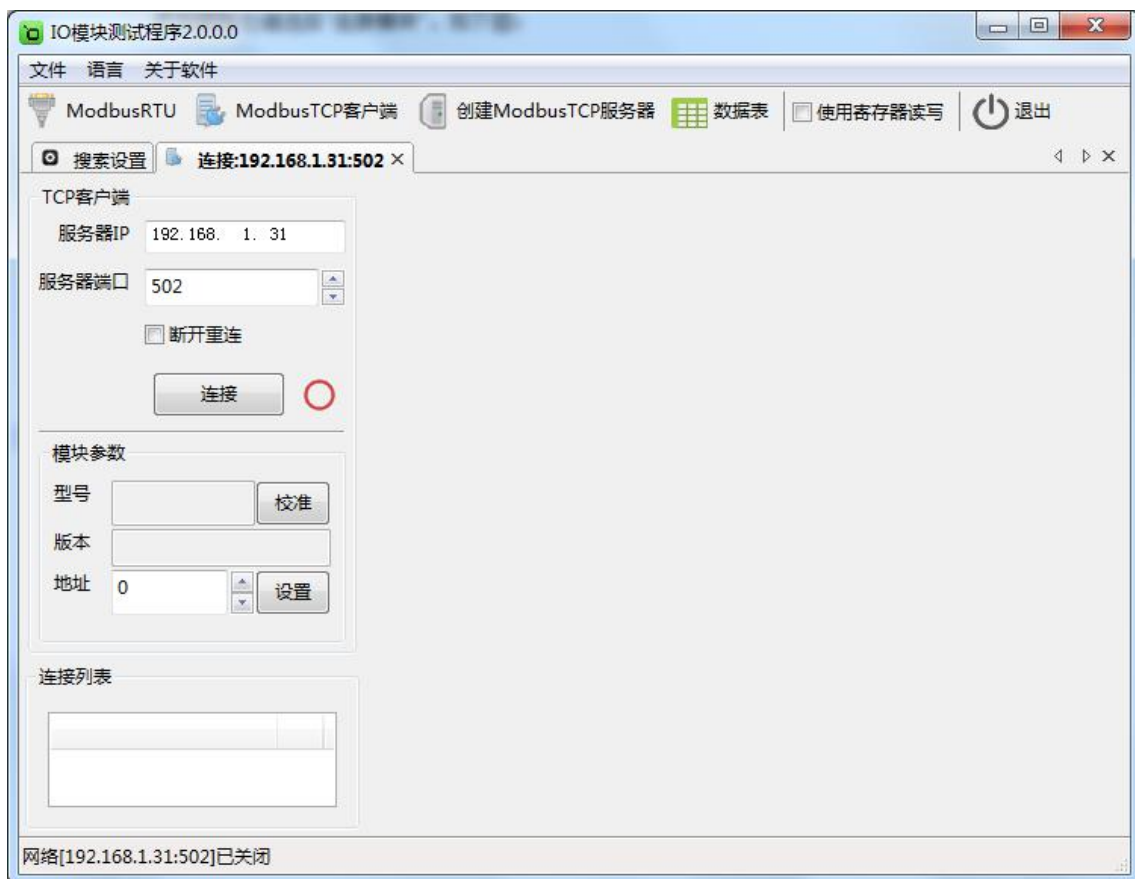 IO模块测试程序2.0.0.0
文件 语言 关于软件
ModbusRTU ModbusTCP客户端 创建ModbusTCP服务器 数据表 使用寄存器读写 退出
搜索设置 连接:192.168.1.31:502
TCP客户端
服务器IP 192.168. 1. 31
服务器端口 502
断开重连
连接
模块参数
型号 校准
版本
地址 0 设置
连接列表
网络[192.168.1.31:502]已关闭